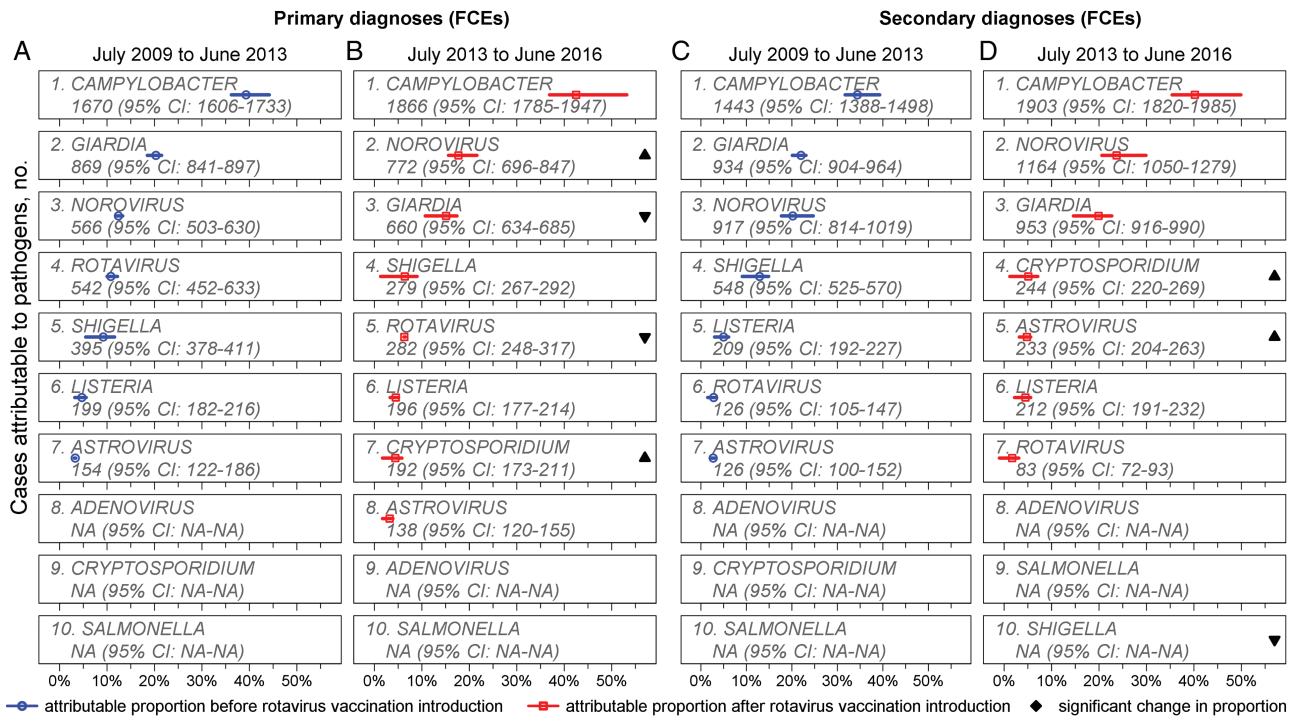 Primary diagnoses (FCEs)
Secondary diagnoses (FCEs)
A
July 2009 to June 2013
B
July 2013 to June 2016
C
July 2009 to June 2013
D
July 2013 to June 2016
Cases attributable to pathogens, no.
1. CAMPYLOBACTER
1670 (95% CI: 1606-1733)
2. GIARDIA
869 (95% CI: 841-897)
3. NOROVIRUS
566 (95% CI: 503-630)
4. ROTAVIRUS
542 (95% CI: 452-633)
5. SHIGELLA
395 (95% CI: 378-411)
6. LISTERIA
199 (95% CI: 182-216)
7. ASTROVIRUS
154 (95% CI: 122-186)
8. ADENOVIRUS
NA (95% CI: NA-NA)
9. CRYPTOSPORIDIUM
NA (95% CI: NA-NA)
10. SALMONELLA
NA (95% CI: NA-NA)
0% 10% 20% 30% 40% 50%
1. CAMPYLOBACTER
1866 (95% CI: 1785-1947)
2. NOROVIRUS
772 (95% CI: 696-847)
3. GIARDIA
660 (95% CI: 634-685)
4. SHIGELLA
279 (95% CI: 267-292)
5. ROTAVIRUS
282 (95% CI: 248-317)
6. LISTERIA
196 (95% CI: 177-214)
7. CRYPTOSPORIDIUM
192 (95% CI: 173-211)
8. ASTROVIRUS
138 (95% CI: 120-155)
9. ADENOVIRUS
NA (95% CI: NA-NA)
10. SALMONELLA
NA (95% CI: NA-NA)
0% 10% 20% 30% 40% 50%
1. CAMPYLOBACTER
1443 (95% CI: 1388-1498)
2. GIARDIA
934 (95% CI: 904-964)
3. NOROVIRUS
917 (95% CI: 814-1019)
4. SHIGELLA
548 (95% CI: 525-570)
5. LISTERIA
209 (95% CI: 192-227)
6. ROTAVIRUS
126 (95% CI: 105-147)
7. ASTROVIRUS
126 (95% CI: 100-152)
8. ADENOVIRUS
NA (95% CI: NA-NA)
9. CRYPTOSPORIDIUM
NA (95% CI: NA-NA)
10. SALMONELLA
NA (95% CI: NA-NA)
0% 10% 20% 30% 40% 50%
1. CAMPYLOBACTER
1903 (95% CI: 1820-1985)
2. NOROVIRUS
1164 (95% CI: 1050-1279)
3. GIARDIA
953 (95% CI: 916-990)
4. CRYPTOSPORIDIUM
244 (95% CI: 220-269)
5. ASTROVIRUS
233 (95% CI: 204-263)
6. LISTERIA
212 (95% CI: 191-232)
7. ROTAVIRUS
83 (95% CI: 72-93)
8. ADENOVIRUS
NA (95% CI: NA-NA)
9. SALMONELLA
NA (95% CI: NA-NA)
10. SHIGELLA
NA (95% CI: NA-NA)
0% 10% 20% 30% 40% 50%
attributable proportion before rotavirus vaccination introduction
attributable proportion after rotavirus vaccination introduction
significant change in proportion